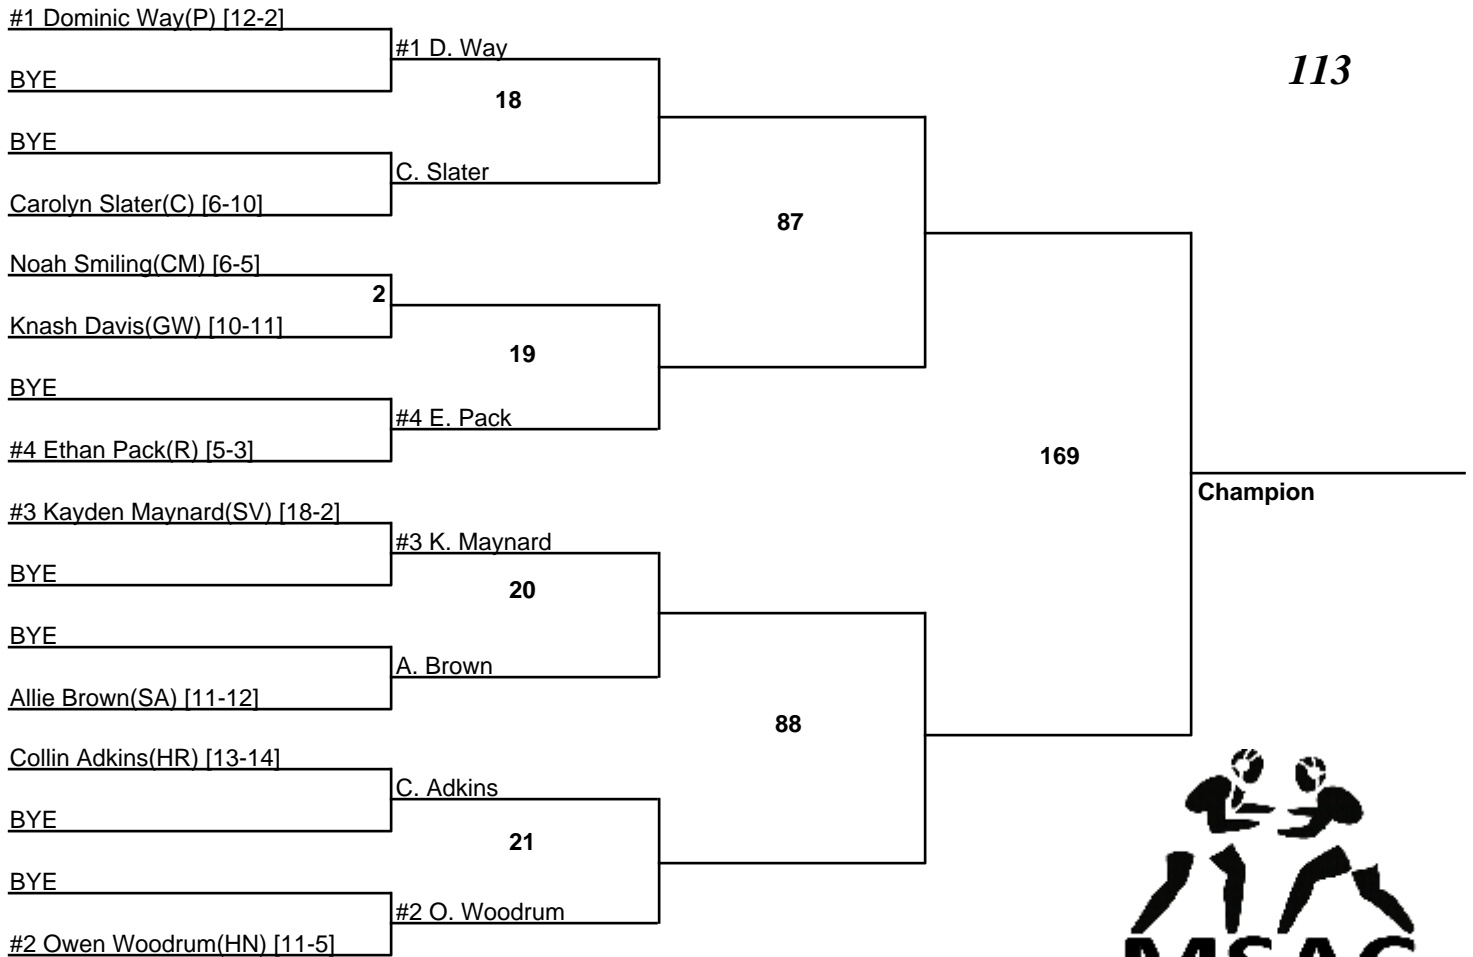 #1 Dominic Way(P) [12-2]
#1 D. Way
113
BYE
18
BYE
C. Slater
Carolyn Slater(C) [6-10]
87
Noah Smiling(CM) [6-5]
2
Knash Davis(GW) [10-11]
19
BYE
#4 E. Pack
#4 Ethan Pack(R) [5-3]
169
Champion
#3 Kayden Maynard(SV) [18-2]
#3 K. Maynard
BYE
20
BYE
A. Brown
Allie Brown(SA) [11-12]
88
Collin Adkins(HR) [13-14]
C. Adkins
BYE
21
BYE
#2 O. Woodrum
#2 Owen Woodrum(HN) [11-5]
MSAC